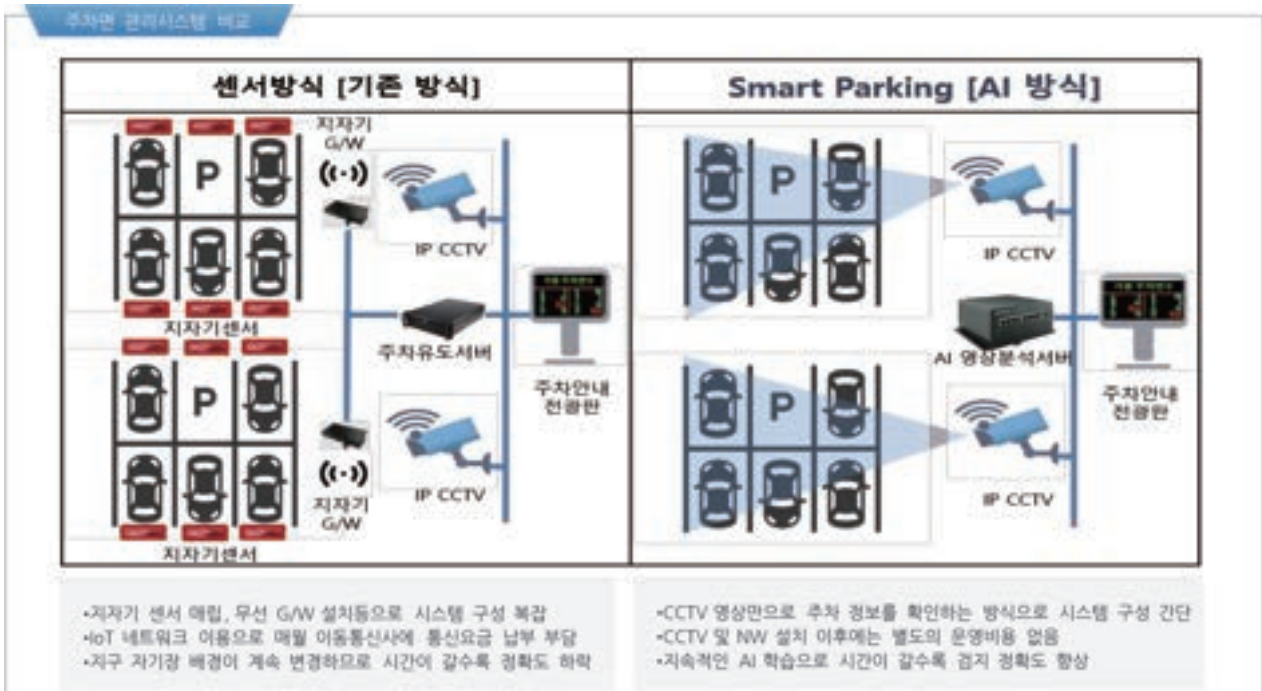 주차면 관리시스템 비교
센서방식 [기존 방식]
지자기
G/W
P
IP CCTV
지자기센서
주차유도서버
주차안내
전광판
P
IP CCTV
지자기
G/W
지자기센서
Smart Parking [AI 방식]
P
IP CCTV
AI 영상분석서버
주차안내
전광판
P
IP CCTV
•지자기 센서 매립, 무선 G/W 설치등으로 시스템 구성 복잡
•IoT 네트워크 이용으로 매월 이동통신사에 통신요금 납부 부담
•지구 자기장 배경이 계속 변경하므로 시간이 갈수록 정확도 하락
•CCTV 영상만으로 주차 정보를 확인하는 방식으로 시스템 구성 간단
•CCTV 및 NW 설치 이후에는 별도의 운영비용 없음
•지속적인 AI 학습으로 시간이 갈수록 검지 정확도 향상